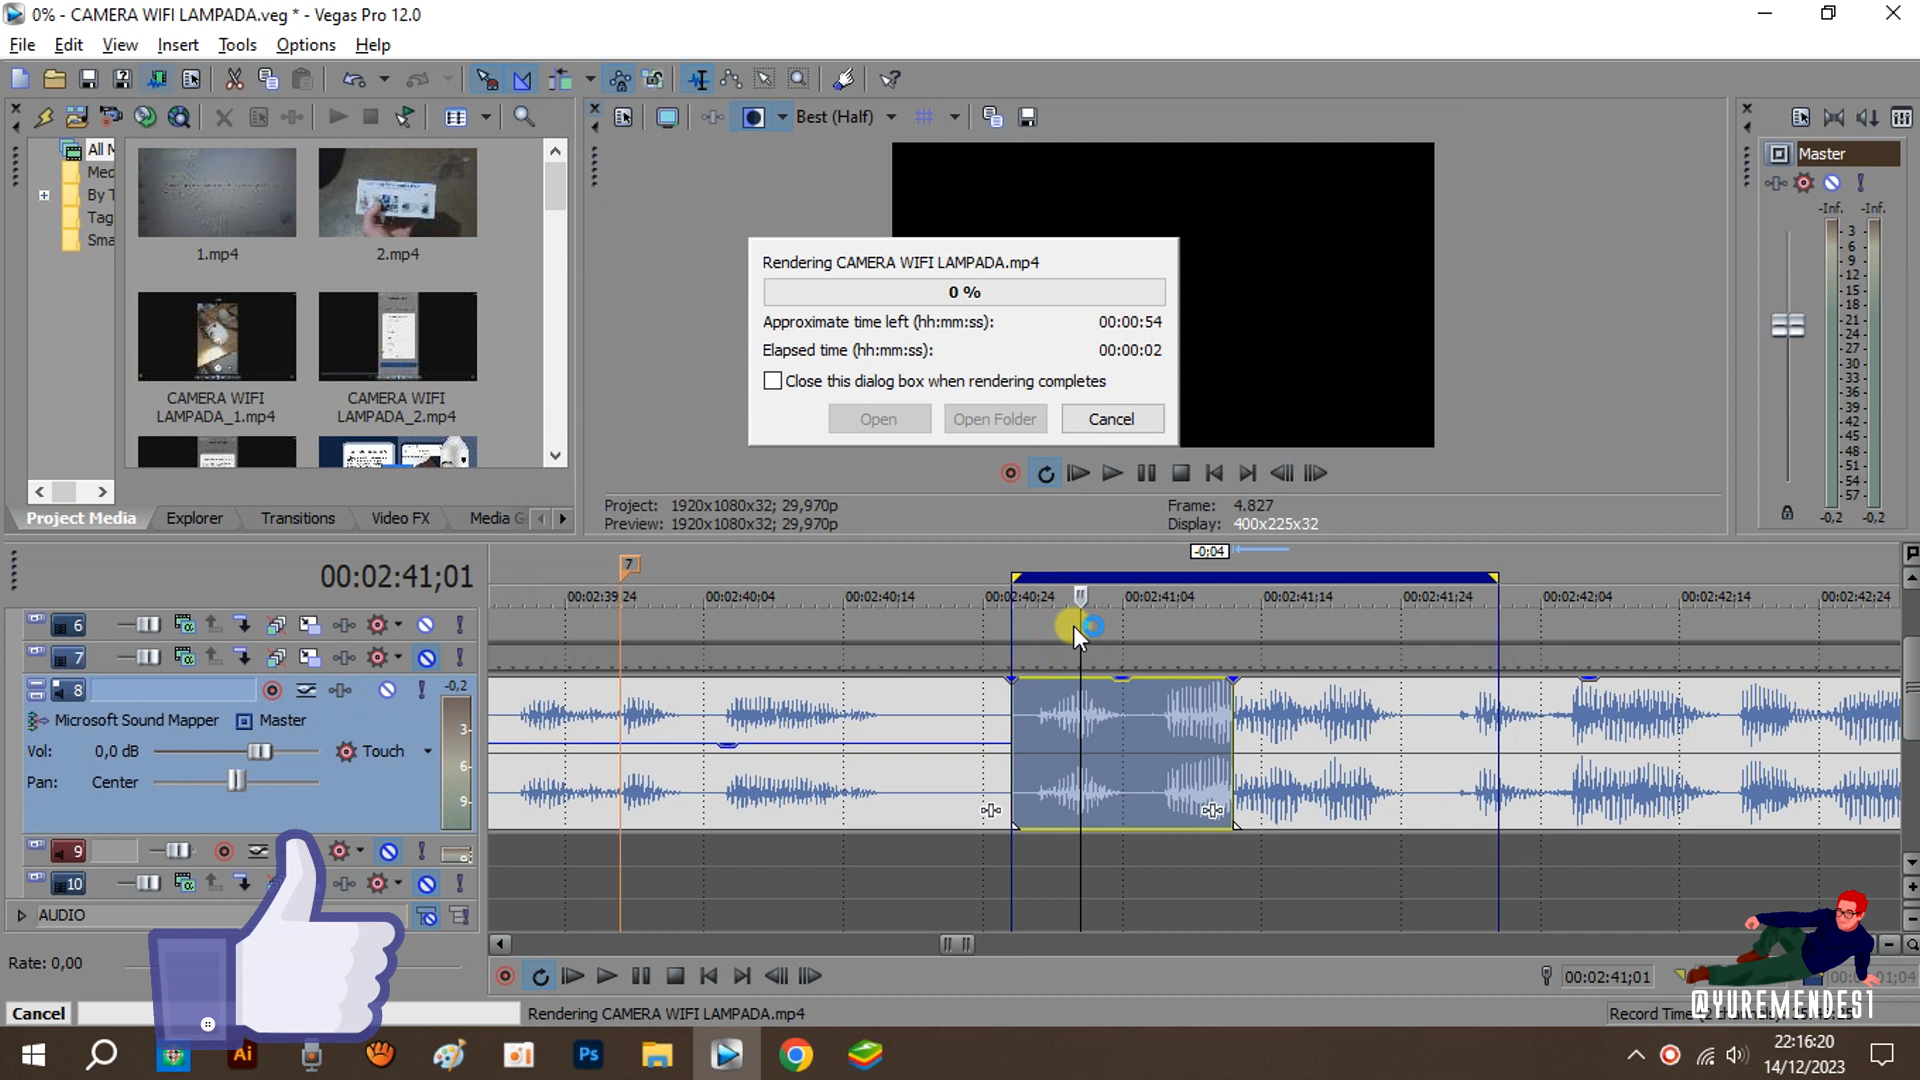 0% - CAMERA WIFI LAMPADA.veg * - Vegas Pro 12.0
File Edit View Insert Tools Options Help
Best (Half)
All M
Med
By T
Tag
Sma
1.mp4
2.mp4
CAMERA WIFI
LAMPADA_1.mp4
CAMERA WIFI
LAMPADA_2.mp4
Project Media Explorer Transitions Video FX Media G
Rendering CAMERA WIFI LAMPADA.mp4
0 %
Approximate time left (hh:mm:ss): 00:00:54
Elapsed time (hh:mm:ss): 00:00:02
Close this dialog box when rendering completes
Open Open Folder Cancel
Project: 1920x1080x32; 29,970p
Preview: 1920x1080x32; 29,970p
Frame: 4.827
Display: 400x225x32
Master
-Inf. -Inf.
3
6
9
12
15
18
21
24
27
30
33
36
39
42
45
48
51
54
57
-0,2 -0,2
00:02:41;01
7
-0;04
00:02:39;24 00:02:40;04 00:02:40;14 00:02:40;24 00:02:41;04 00:02:41;14 00:02:41;24 00:02:42;04 00:02:42;14 00:02:42;24
6
7
8
-0,2
Microsoft Sound Mapper Master
Vol: 0,0 dB Touch
Pan: Center
3
6
9
9
10
AUDIO
Rate: 0,00
00:02:41;01
@YUREMENDES1
Cancel
Rendering CAMERA WIFI LAMPADA.mp4
Ai
Ps
22:16:20
14/12/2023